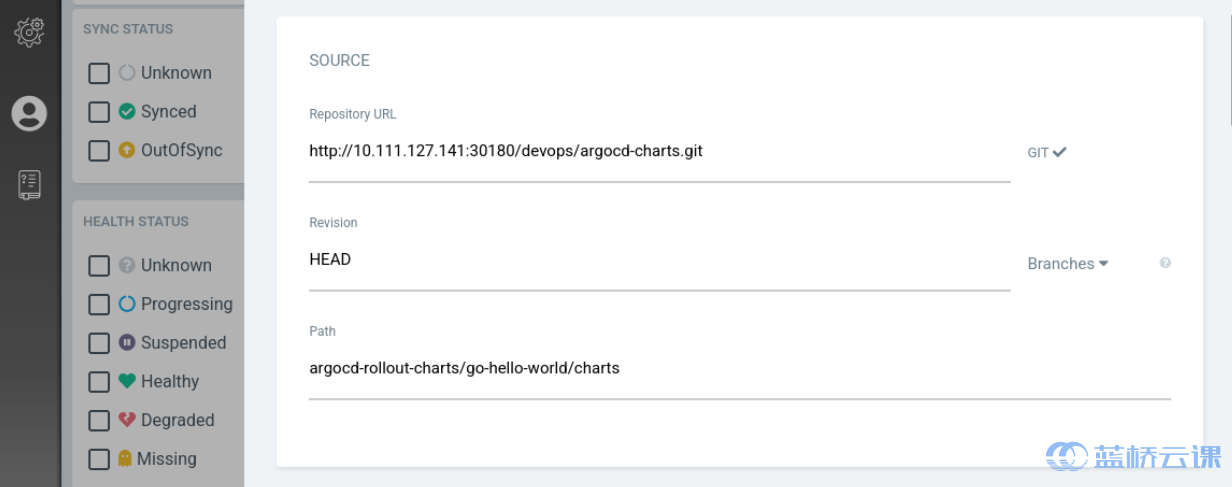 SYNC STATUS
Unknown
Synced
OutOfSync
HEALTH STATUS
Unknown
Progressing
Suspended
Healthy
Degraded
Missing
SOURCE
Repository URL
http://10.111.127.141:30180/devops/argocd-charts.git
GIT
Revision
HEAD
Branches
Path
argocd-rollout-charts/go-hello-world/charts
蓝桥云课